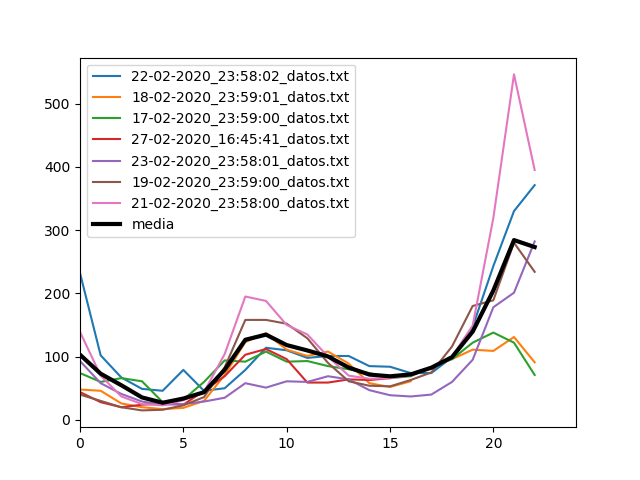 22-02-2020_23:58:02_datos.txt
18-02-2020_23:59:01_datos.txt
17-02-2020_23:59:00_datos.txt
27-02-2020_16:45:41_datos.txt
23-02-2020_23:58:01_datos.txt
19-02-2020_23:59:00_datos.txt
21-02-2020_23:58:00_datos.txt
media
500
400
300
200
100
0
0 5 10 15 20